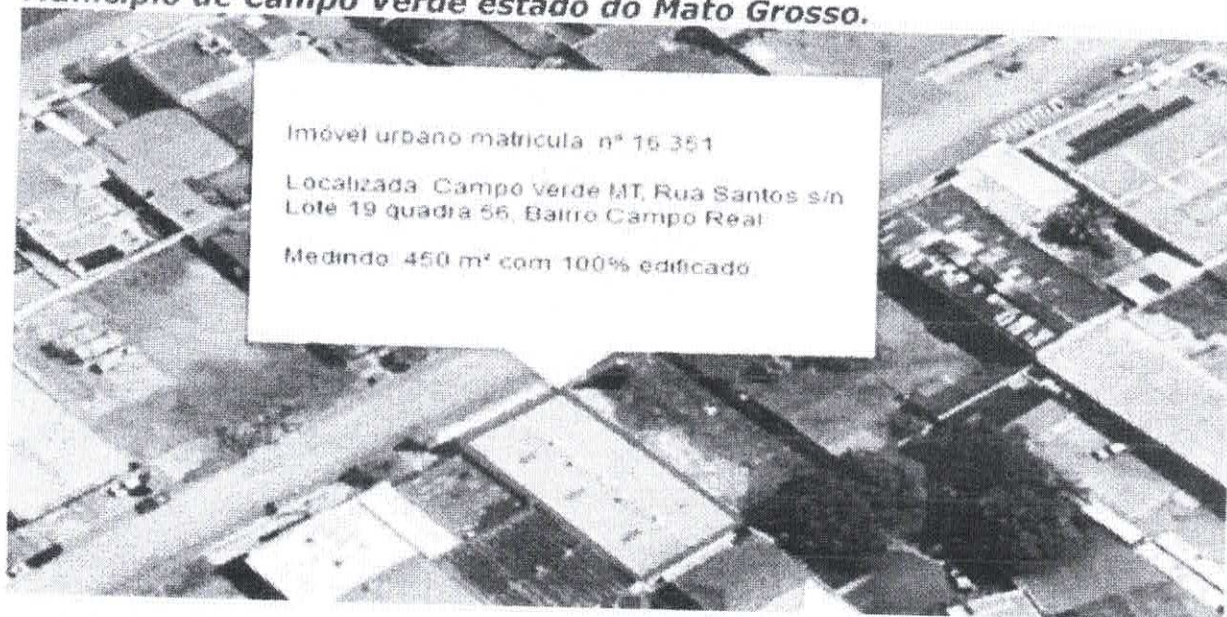 Município de Campo Verde estado do Mato Grosso.
Imóvel urbano matricula nº 16 351
Localizada Campo verde MT, Rua Santos s/n
Lote 19 quadra 56, Bairro Campo Real
Medindo 450 m² com 100% edificado